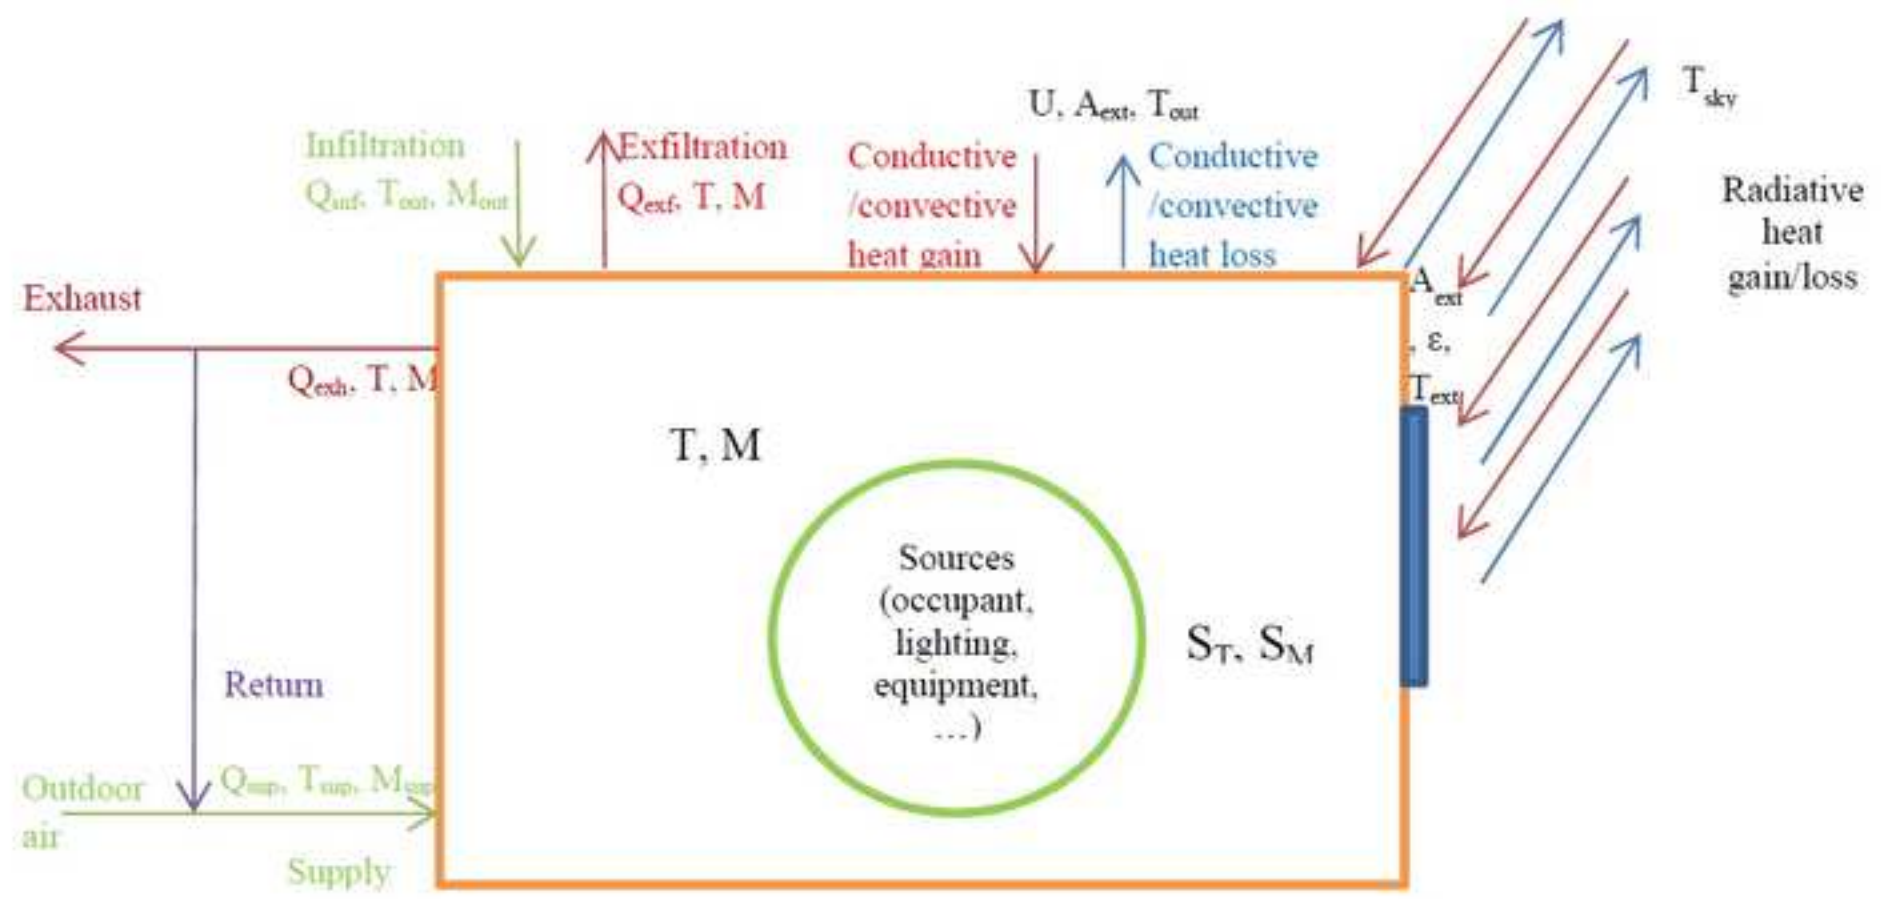 U, A_ext, T_out
T_sky
Infiltration
Q_inf, T_out, M_out
Exfiltration
Q_exf, T, M
Conductive
/convective
heat gain
Conductive
/convective
heat loss
Radiative
heat
gain/loss
Exhaust
Q_exh, T, M
A_ext
, ε,
T_ext
T, M
Sources
(occupant,
lighting,
equipment,
…)
S_T, S_M
Return
Outdoor
air
Q_sup, T_sup, M_sup
Supply